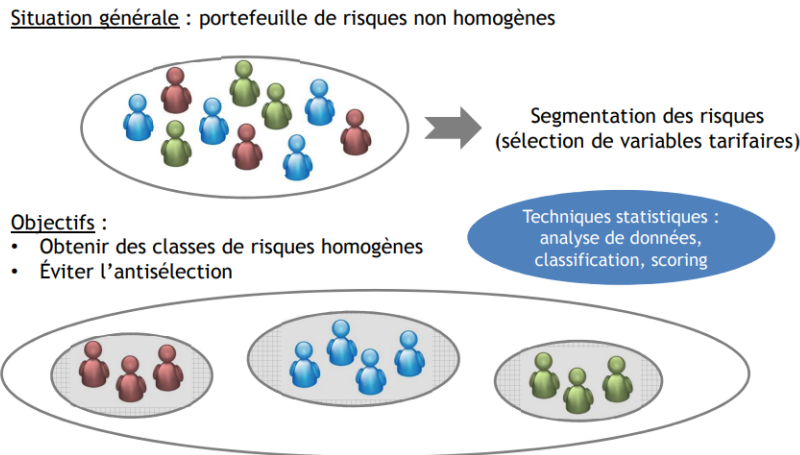 Situation générale : portefeuille de risques non homogènes
Segmentation des risques
(sélection de variables tarifaires)
Objectifs :
• Obtenir des classes de risques homogènes
• Éviter l’antisélection
Techniques statistiques :
analyse de données,
classification, scoring